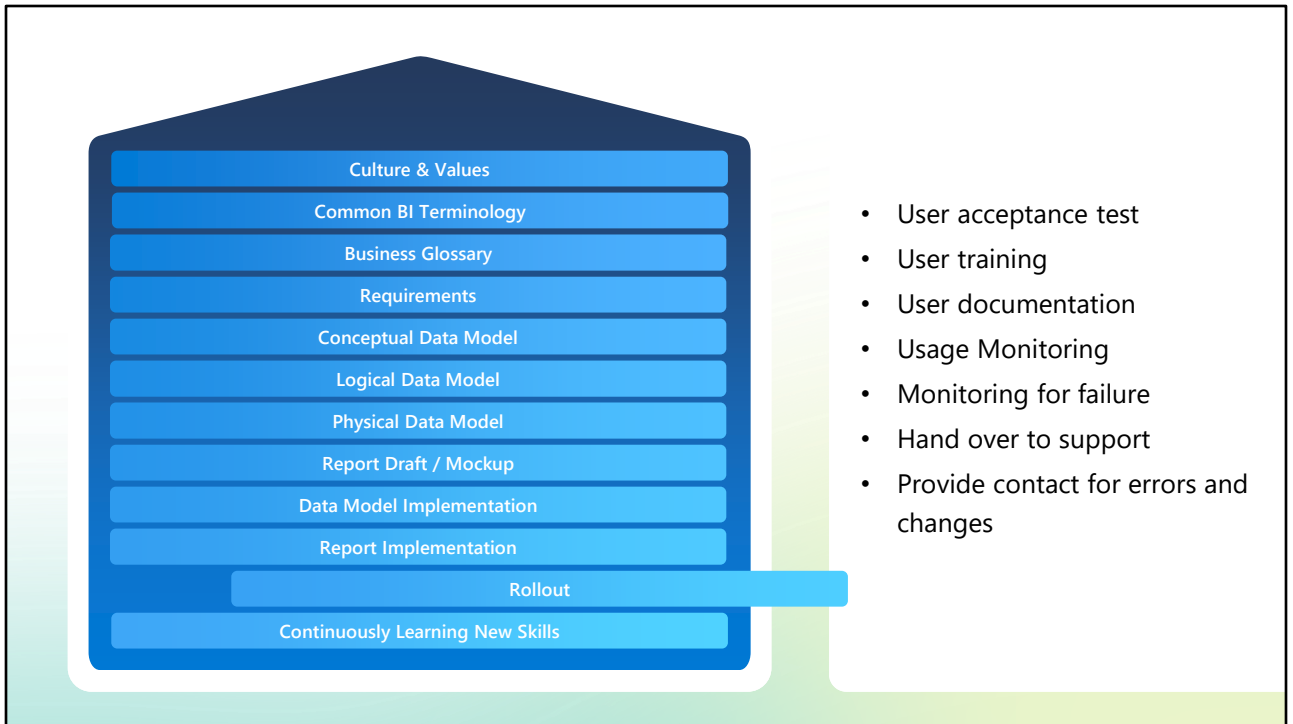 Culture & Values
Common BI Terminology
Business Glossary
Requirements
Conceptual Data Model
Logical Data Model
Physical Data Model
Report Draft / Mockup
Data Model Implementation
Report Implementation
Rollout
Continuously Learning New Skills
• User acceptance test
• User training
• User documentation
• Usage Monitoring
• Monitoring for failure
• Hand over to support
• Provide contact for errors and
changes